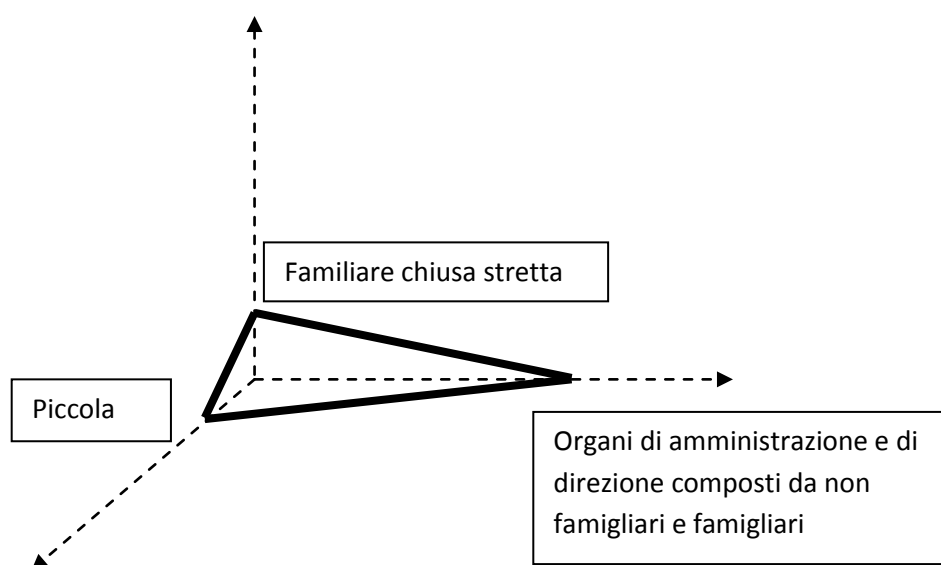 Familiare chiusa stretta
Piccola
Organi di amministrazione e di
direzione composti da non
famigliari e famigliari